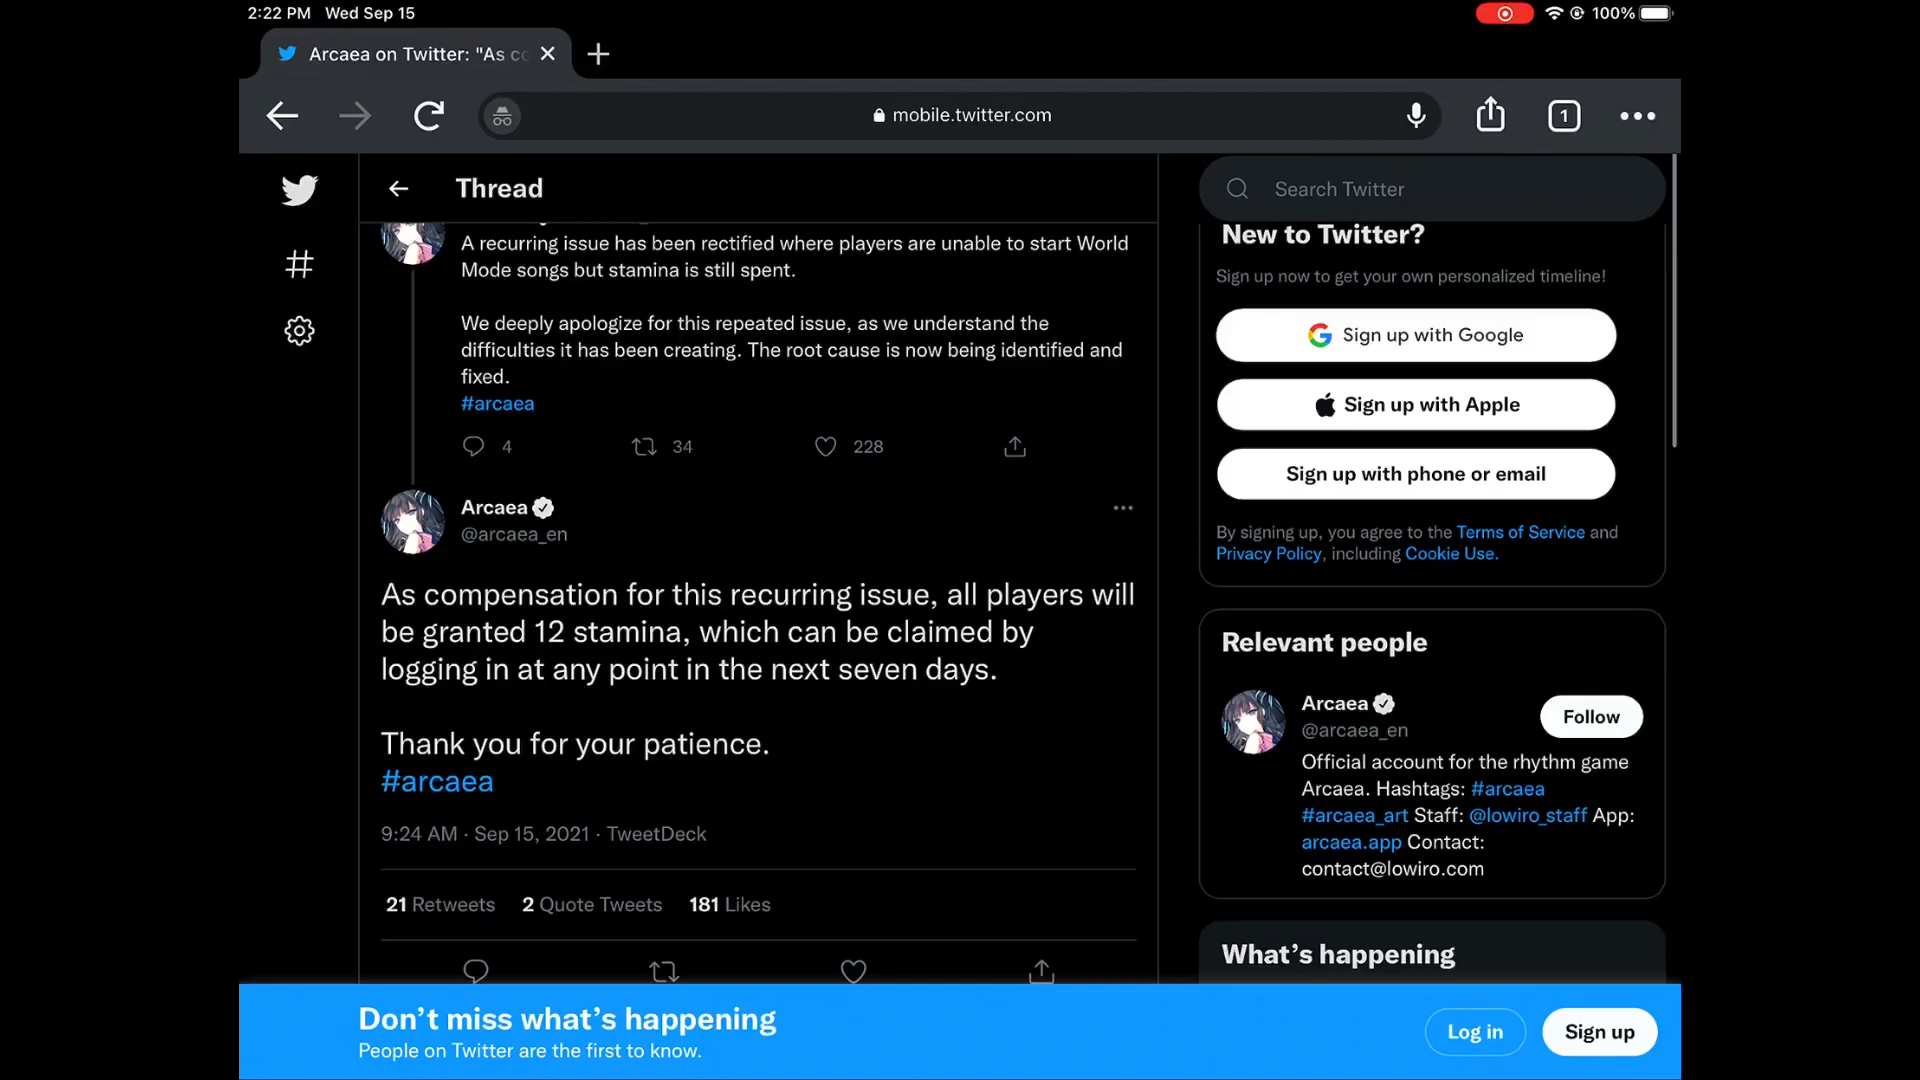 2:22 PM Wed Sep 15
100%
Arcaea on Twitter: "As co
mobile.twitter.com
1
Thread
A recurring issue has been rectified where players are unable to start World
Mode songs but stamina is still spent.
We deeply apologize for this repeated issue, as we understand the
difficulties it has been creating. The root cause is now being identified and
fixed.
#arcaea
4 34 228
Arcaea
@arcaea_en
As compensation for this recurring issue, all players will
be granted 12 stamina, which can be claimed by
logging in at any point in the next seven days.
Thank you for your patience.
#arcaea
9:24 AM · Sep 15, 2021 · TweetDeck
21 Retweets 2 Quote Tweets 181 Likes
Search Twitter
New to Twitter?
Sign up now to get your own personalized timeline!
Sign up with Google
Sign up with Apple
Sign up with phone or email
By signing up, you agree to the Terms of Service and
Privacy Policy, including Cookie Use.
Relevant people
Arcaea
@arcaea_en
Follow
Official account for the rhythm game
Arcaea. Hashtags: #arcaea
#arcaea_art Staff: @lowiro_staff App:
arcaea.app Contact:
contact@lowiro.com
What's happening
Don't miss what's happening
People on Twitter are the first to know.
Log in
Sign up